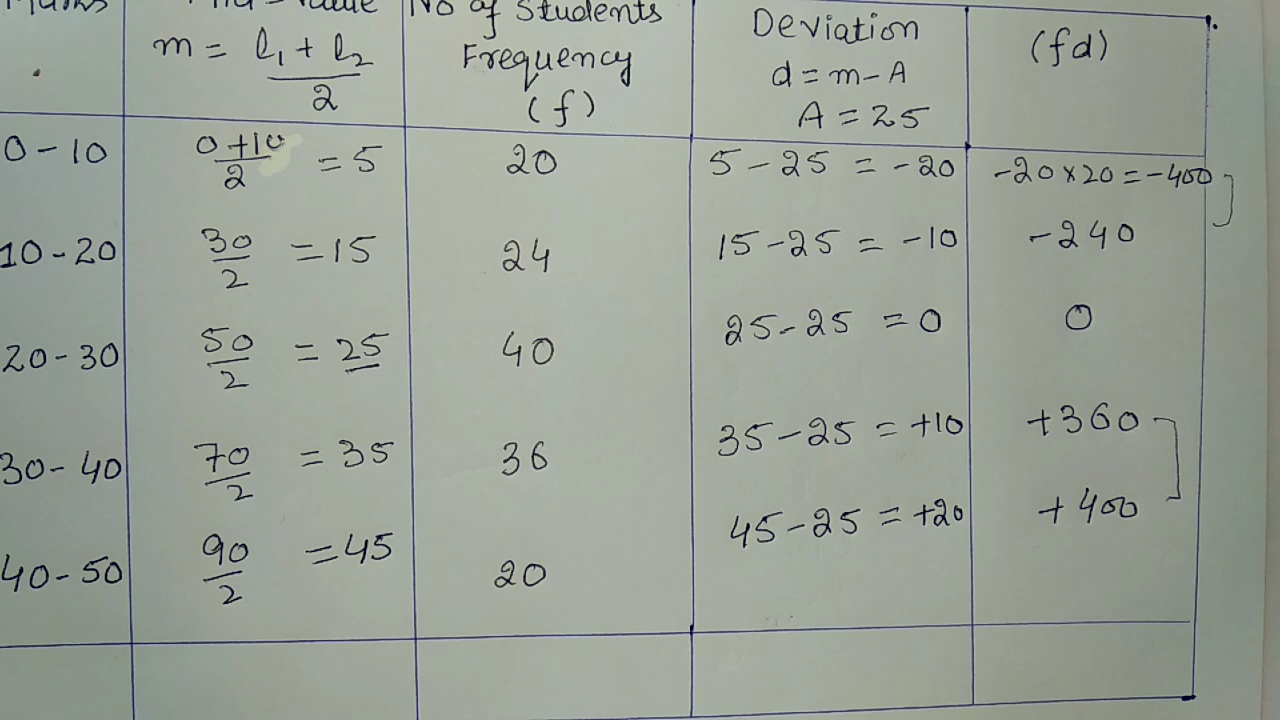 Marks Mid-value No of Students Deviation (fd)
m = l₁ + l₂ / 2 Frequency d = m - A
(f) A = 25
0 - 10 0+10/2 = 5 20 5 - 25 = -20 -20 × 20 = -400
10 - 20 30/2 = 15 24 15 - 25 = -10 -240
20 - 30 50/2 = 25 40 25 - 25 = 0 0
30 - 40 70/2 = 35 36 35 - 25 = +10 +360
40 - 50 90/2 = 45 20 45 - 25 = +20 +400